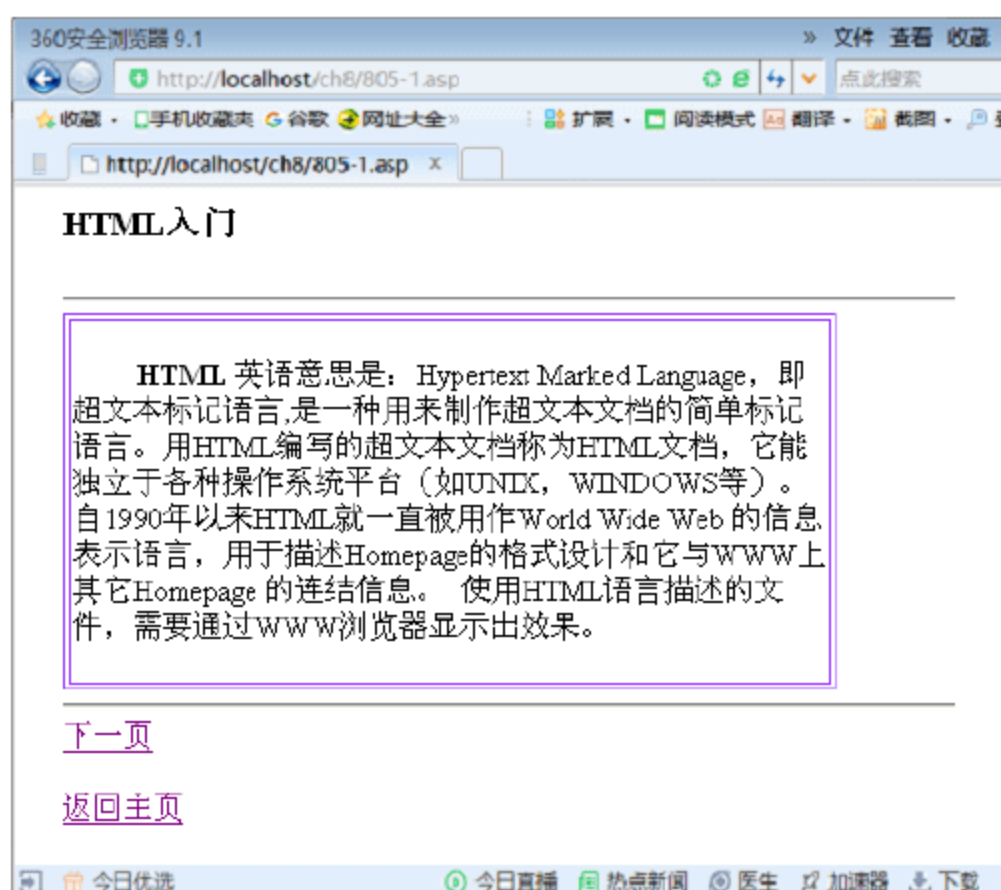 360安全浏览器 9.1 » 文件 查看 收藏
http://localhost/ch8/805-1.asp 点此搜索
收藏 手机收藏夹 谷歌 网址大全 » 扩展 阅读模式 翻译 截图
http://localhost/ch8/805-1.asp x
HTML入门
HTML 英语意思是：Hypertext Marked Language，即
超文本标记语言,是一种用来制作超文本文档的简单标记
语言。用HTML编写的超文本文档称为HTML文档，它能
独立于各种操作系统平台（如UNIX，WINDOWS等）。
自1990年以来HTML就一直被用作World Wide Web 的信息
表示语言，用于描述Homepage的格式设计和它与WWW上
其它Homepage 的连结信息。 使用HTML语言描述的文
件，需要通过WWW浏览器显示出效果。
下一页
返回主页
今日优选 今日直播 热点新闻 医生 加速器 下载